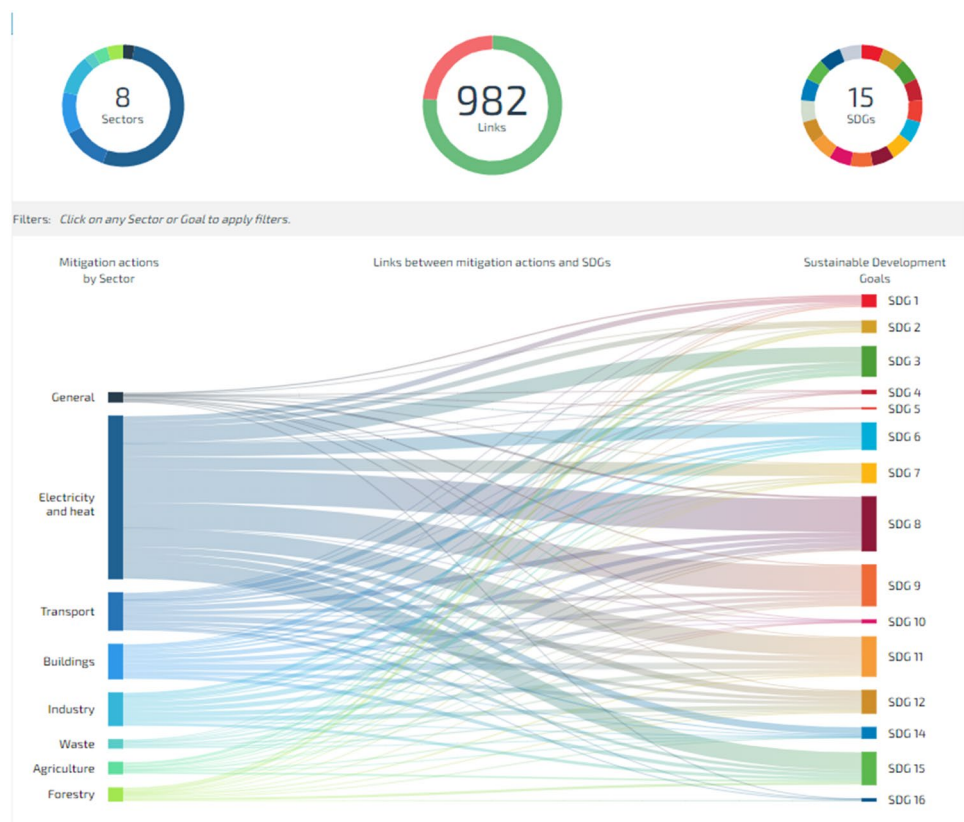 8
Sectors
982
Links
15
SDGs
Filters: Click on any Sector or Goal to apply filters.
Mitigation actions
by Sector
Links between mitigation actions and SDGs
Sustainable Development
Goals
General
Electricity
and heat
Transport
Buildings
Industry
Waste
Agriculture
Forestry
SDG 1
SDG 2
SDG 3
SDG 4
SDG 5
SDG 6
SDG 7
SDG 8
SDG 9
SDG 10
SDG 11
SDG 12
SDG 14
SDG 15
SDG 16